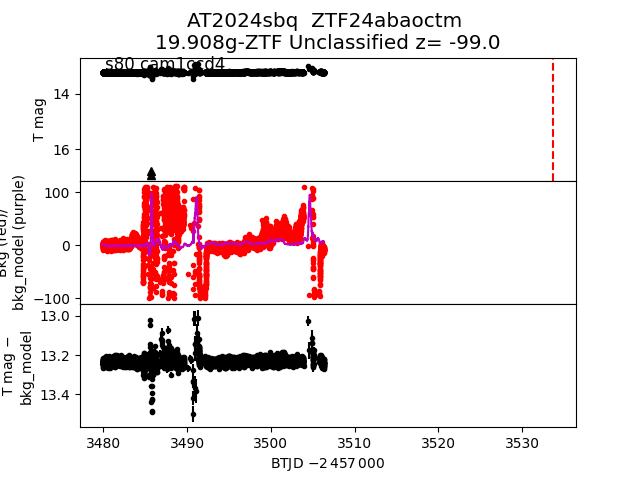 AT2024sbq ZTF24abaoctm
19.908g-ZTF Unclassified z= -99.0
s80 cam1ccd4
T mag
14
16
Bkg (red)/
bkg_model (purple)
100
0
−100
T mag −
bkg_model
13.0
13.2
13.4
3480 3490 3500 3510 3520 3530
BTJD −2 457 000